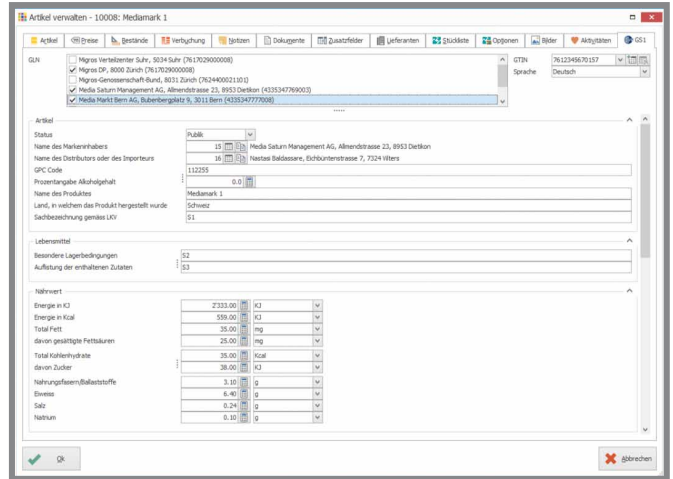 Artikel verwalten - 10008: Mediamark 1
Artikel Preise Bestände Verbuchung Notizen Dokumente Zusatzfelder Lieferanten Stückliste Optionen Bilder Aktivitäten GS1
GLN
Migros Verteilzenter Suhr, 5034 Suhr (7617029000008)
Migros DP, 8000 Zürich (7617029000008)
Migros-Genossenschaft-Bund, 8031 Zürich (7624400021101)
Media Saturn Management AG, Allmendstrasse 23, 8953 Dietikon (4335347769003)
Media Markt Bern AG, Bubenbergplatz 9, 3011 Bern (4335347777008)
GTIN 7612345670157
Sprache Deutsch
Artikel
Status Publik
Name des Markeninhabers 15 Media Saturn Management AG, Allmendstrasse 23, 8953 Dietikon
Name des Distributors oder des Importeurs 16 Nastasi Baldassare, Eichbüntenstrasse 7, 7324 Vilters
GPC Code 112255
Prozentangabe Alkoholgehalt 0.0
Name des Produktes Mediamark 1
Land, in welchem das Produkt hergestellt wurde Schweiz
Sachbezeichnung gemäss LKV S1
Lebensmittel
Besondere Lagerbedingungen S2
Auflistung der enthaltenen Zutaten S3
Nährwert
Energie in KJ 2'333.00 KJ
Energie in Kcal 559.00 KJ
Total Fett 35.00 mg
davon gesättigte Fettsäuren 25.00 mg
Total Kohlenhydrate 35.00 Kcal
davon Zucker 38.00 KJ
Nahrungsfasern/Ballaststoffe 3.10 g
Eiweiss 6.40 g
Salz 0.24 g
Natrium 0.10 g
Ok
Abbrechen